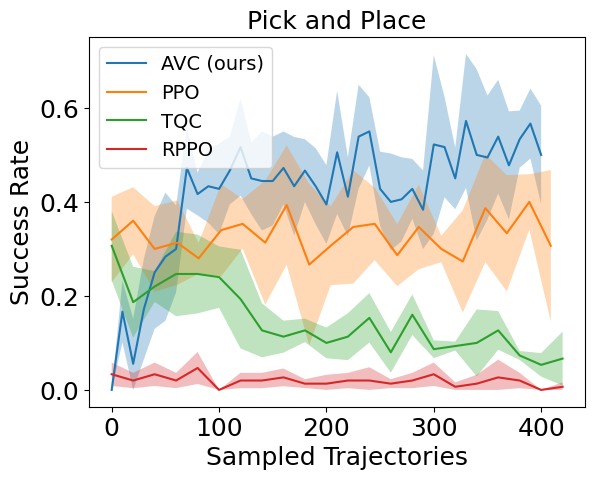 Pick and Place
AVC (ours)
PPO
TQC
RPPO
Success Rate
0.6
0.4
0.2
0.0
0 100 200 300 400
Sampled Trajectories